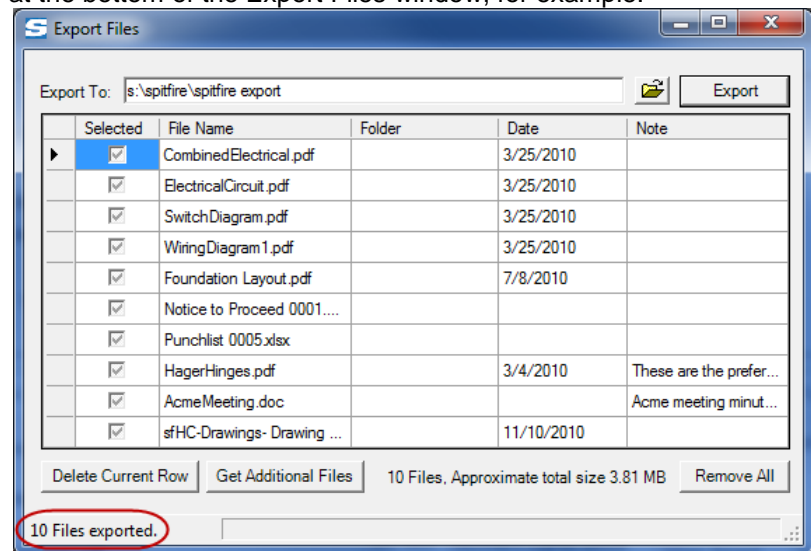 at the bottom of the Export Files window, for example:
Export Files
Export To: s:\spitfire\spitfire export Export
Selected File Name Folder Date Note
CombinedElectrical.pdf 3/25/2010
ElectricalCircuit.pdf 3/25/2010
SwitchDiagram.pdf 3/25/2010
WiringDiagram1.pdf 3/25/2010
Foundation Layout.pdf 7/8/2010
Notice to Proceed 0001....
Punchlist 0005.xlsx
HagerHinges.pdf 3/4/2010 These are the prefer...
AcmeMeeting.doc Acme meeting minut...
sfHC-Drawings- Drawing ... 11/10/2010
Delete Current Row Get Additional Files 10 Files, Approximate total size 3.81 MB Remove All
10 Files exported.